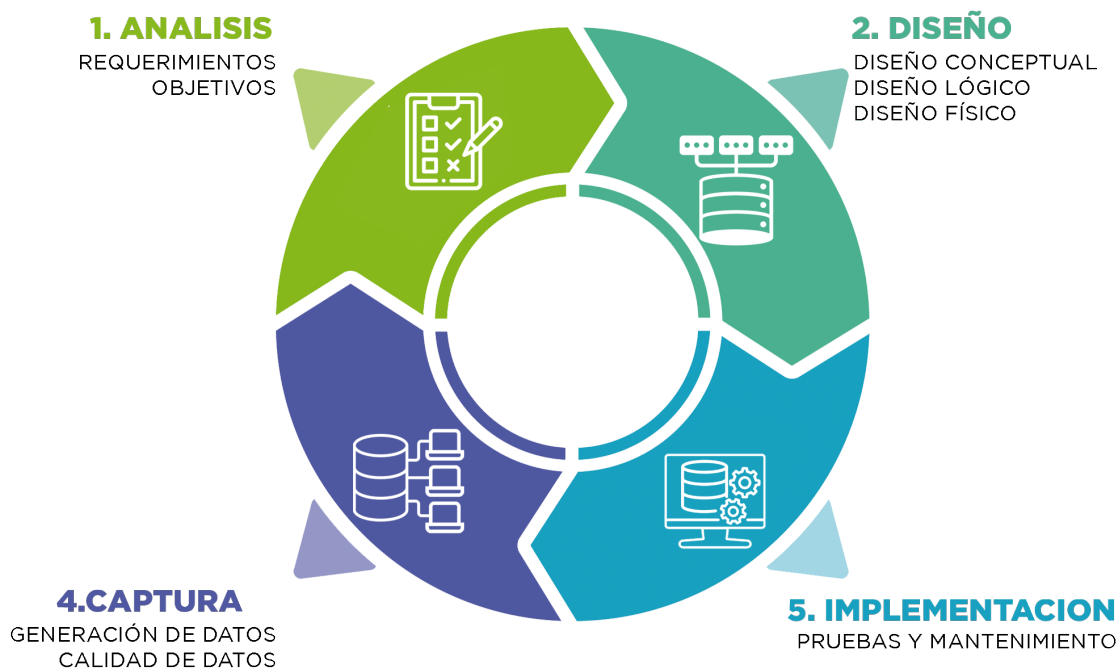 1. ANALISIS
REQUERIMIENTOS
OBJETIVOS
2. DISEÑO
DISEÑO CONCEPTUAL
DISEÑO LÓGICO
DISEÑO FÍSICO
4.CAPTURA
GENERACIÓN DE DATOS
CALIDAD DE DATOS
5. IMPLEMENTACION
PRUEBAS Y MANTENIMIENTO